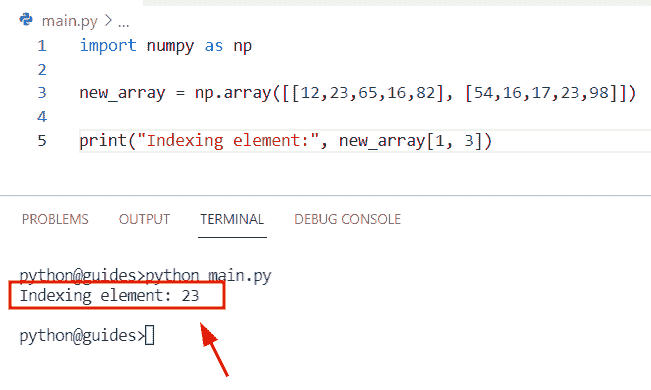 main.py > ...
1 import numpy as np
2
3 new_array = np.array([[12,23,65,16,82], [54,16,17,23,98]])
4
5 print("Indexing element:", new_array[1, 3])
PROBLEMS OUTPUT TERMINAL DEBUG CONSOLE
python@guides>python main.py
Indexing element: 23
python@guides>